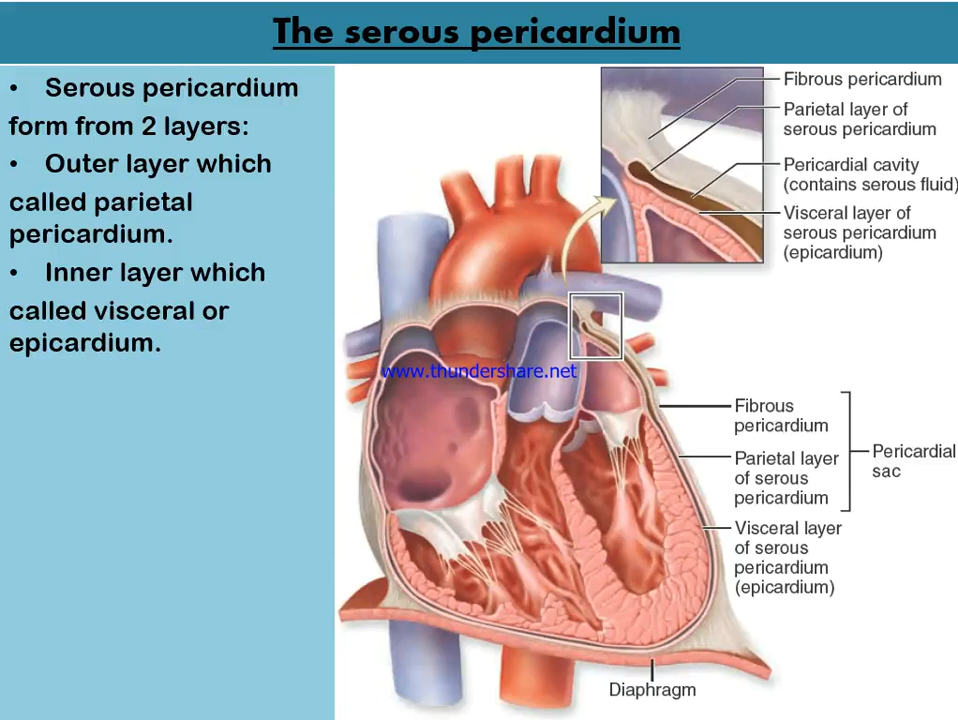 The serous pericardium
• Serous pericardium
form from 2 layers:
• Outer layer which
called parietal
pericardium.
• Inner layer which
called visceral or
epicardium.
Fibrous pericardium
Parietal layer of
serous pericardium
Pericardial cavity
(contains serous fluid)
Visceral layer of
serous pericardium
(epicardium)
www.thundershare.net
Fibrous
pericardium
Parietal layer
of serous
pericardium
Pericardial
sac
Visceral layer
of serous
pericardium
(epicardium)
Diaphragm